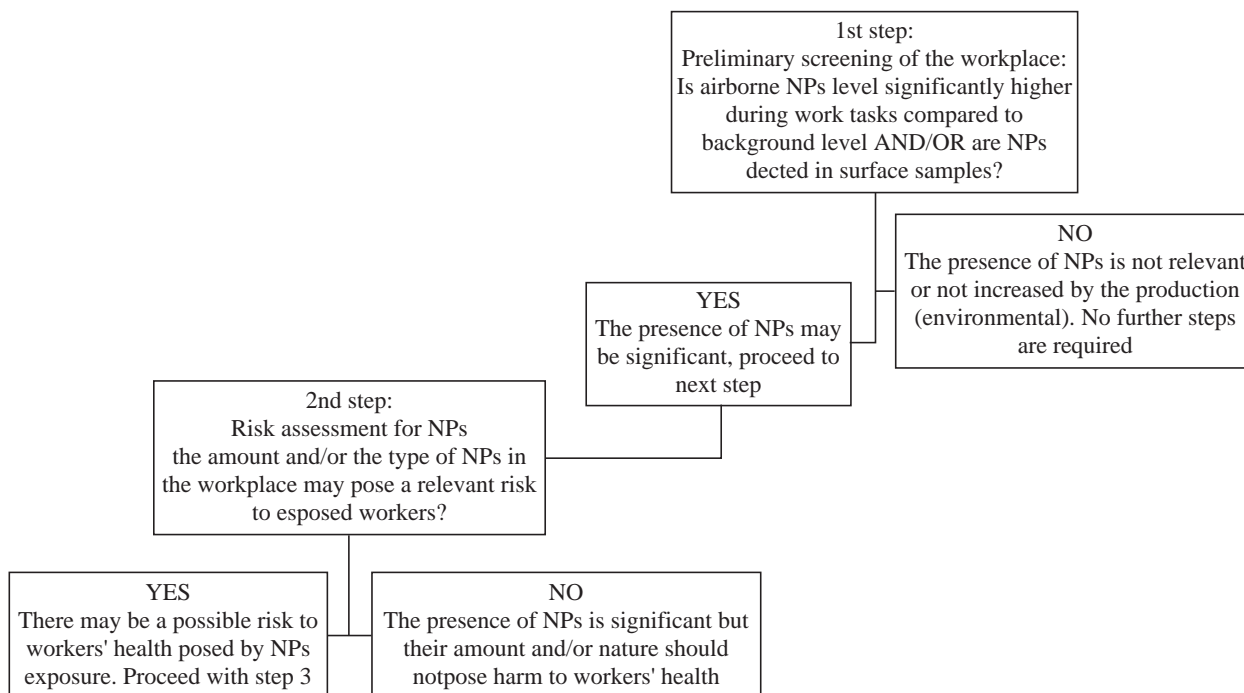 1st step:
Preliminary screening of the workplace:
Is airborne NPs level significantly higher
during work tasks compared to
background level AND/OR are NPs
dected in surface samples?
NO
The presence of NPs is not relevant
or not increased by the production
(environmental). No further steps
are required
YES
The presence of NPs may
be significant, proceed to
next step
2nd step:
Risk assessment for NPs
the amount and/or the type of NPs in
the workplace may pose a relevant risk
to esposed workers?
YES
There may be a possible risk to
workers' health posed by NPs
exposure. Proceed with step 3
NO
The presence of NPs is significant but
their amount and/or nature should
notpose harm to workers' health